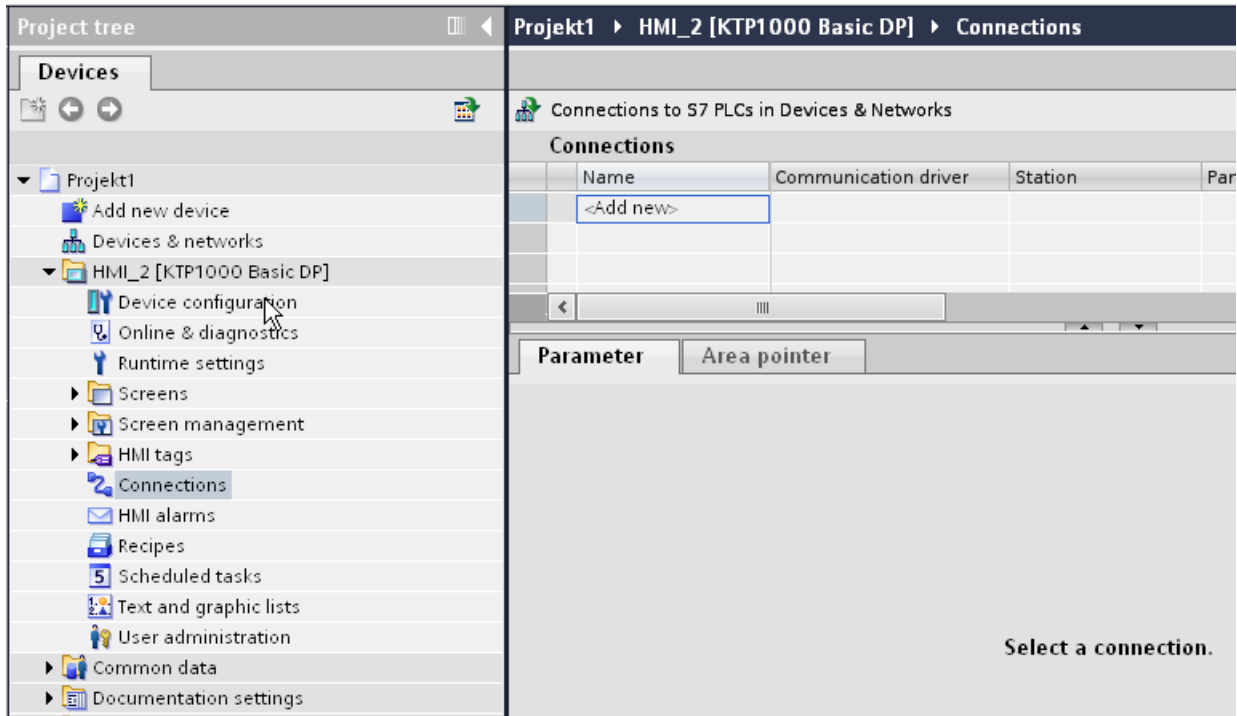 Project tree
Projekt1 HMI_2 [KTP1000 Basic DP] Connections
Devices
Connections to S7 PLCs in Devices & Networks
Connections
Name Communication driver Station Par
<Add new>
Projekt1
Add new device
Devices & networks
HMI_2 [KTP1000 Basic DP]
Device configuration
Online & diagnostics
Runtime settings
Screens
Screen management
HMI tags
Connections
HMI alarms
Recipes
Scheduled tasks
Text and graphic lists
User administration
Common data
Documentation settings
Parameter Area pointer
Select a connection.